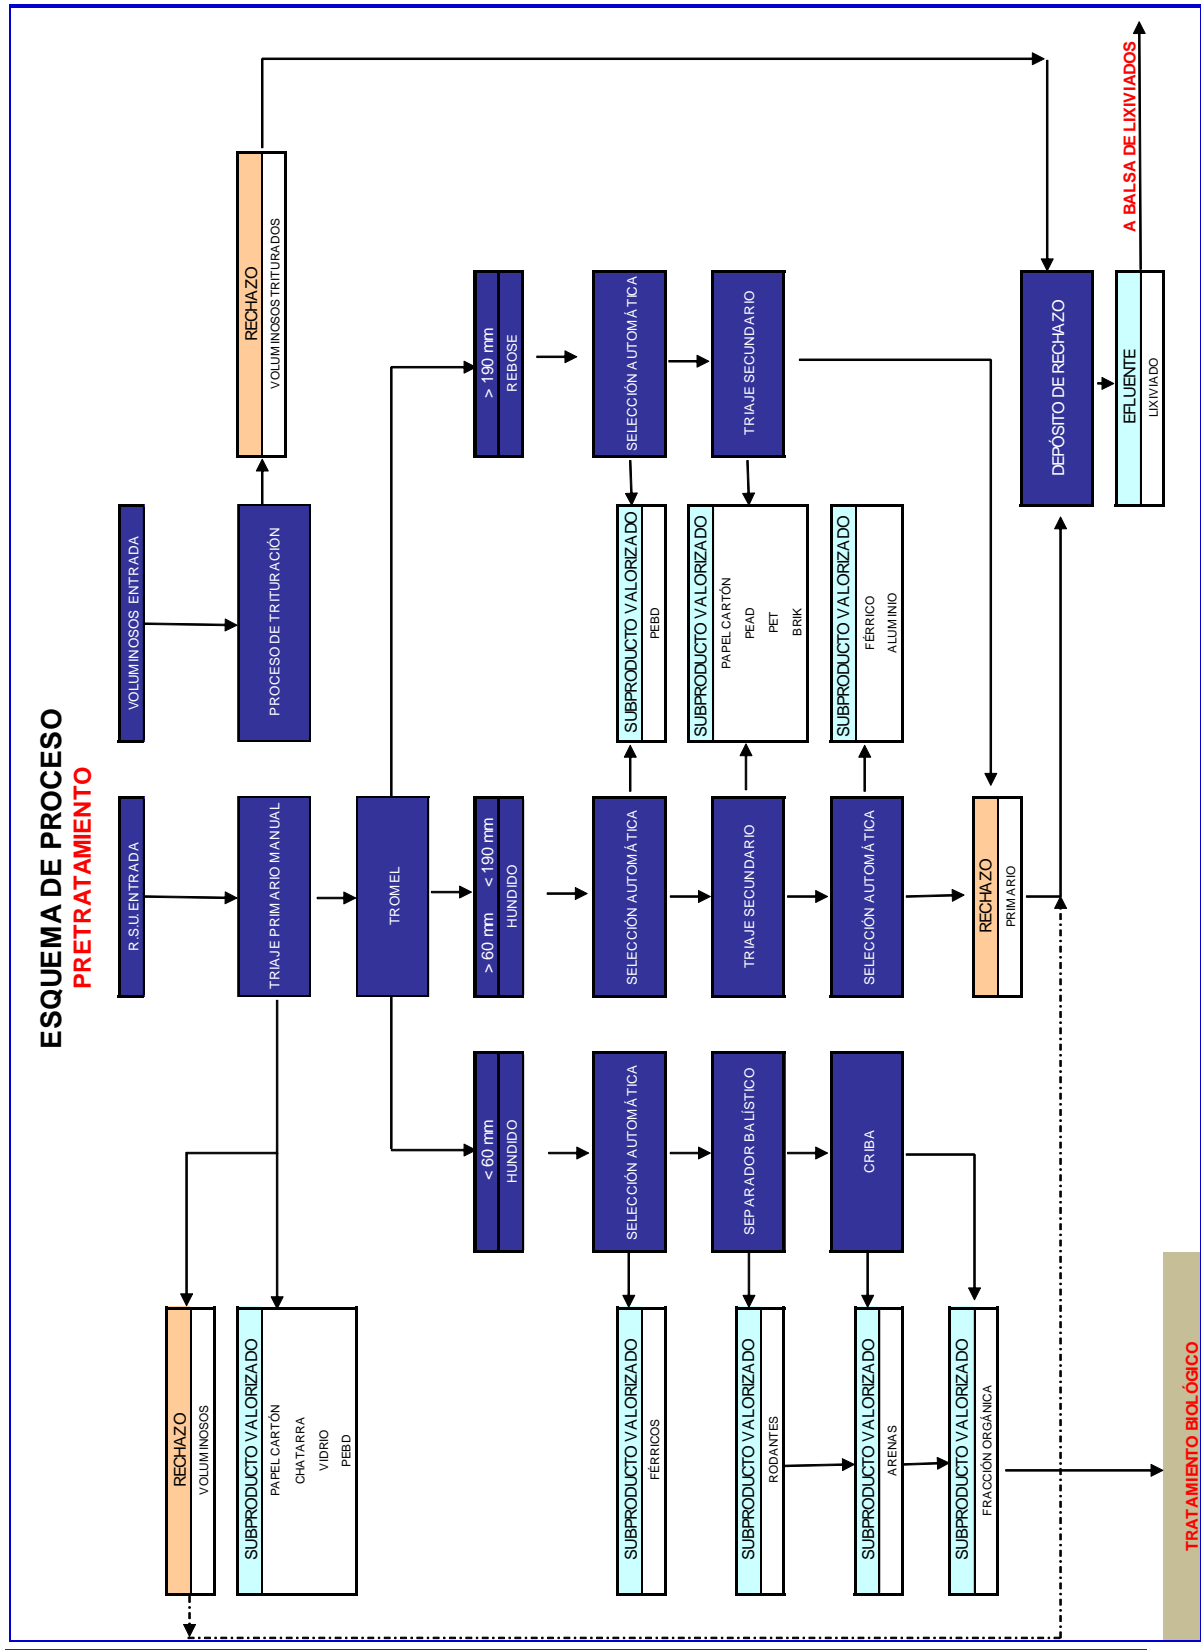 ESQUEMA DE PROCESO
PRETRATAMIENTO
R.S.U. ENTRADA
VOLUMINOSOS ENTRADA
RECHAZO
VOLUMINOSOS
SUBPRODUCTO VALORIZADO
PAPEL CARTÓN
CHATARRA
VIDRIO
PEBD
TRIAJE PRIMARIO MANUAL
PROCESO DE TRITURACIÓN
RECHAZO
VOLUMINOSOS TRITURADOS
TROMEL
< 60 mm
HUNDIDO
> 60 mm < 190 mm
HUNDIDO
> 190 mm
REBOSE
SUBPRODUCTO VALORIZADO
FÉRRICOS
SELECCIÓN AUTOMÁTICA
SELECCIÓN AUTOMÁTICA
SUBPRODUCTO VALORIZADO
PEBD
SELECCIÓN AUTOMÁTICA
SUBPRODUCTO VALORIZADO
RODANTES
SEPARADOR BALÍSTICO
TRIAJE SECUNDARIO
SUBPRODUCTO VALORIZADO
PAPEL CARTÓN
PEAD
PET
BRIK
TRIAJE SECUNDARIO
SUBPRODUCTO VALORIZADO
ARENAS
CRIBA
SELECCIÓN AUTOMÁTICA
SUBPRODUCTO VALORIZADO
FÉRRICO
ALUMINIO
SUBPRODUCTO VALORIZADO
FRACCIÓN ORGÁNICA
RECHAZO
PRIMARIO
DEPÓSITO DE RECHAZO
EFLUENTE
LIXIVIADO
A BALSA DE LIXIVIADOS
TRATAMIENTO BIOLÓGICO